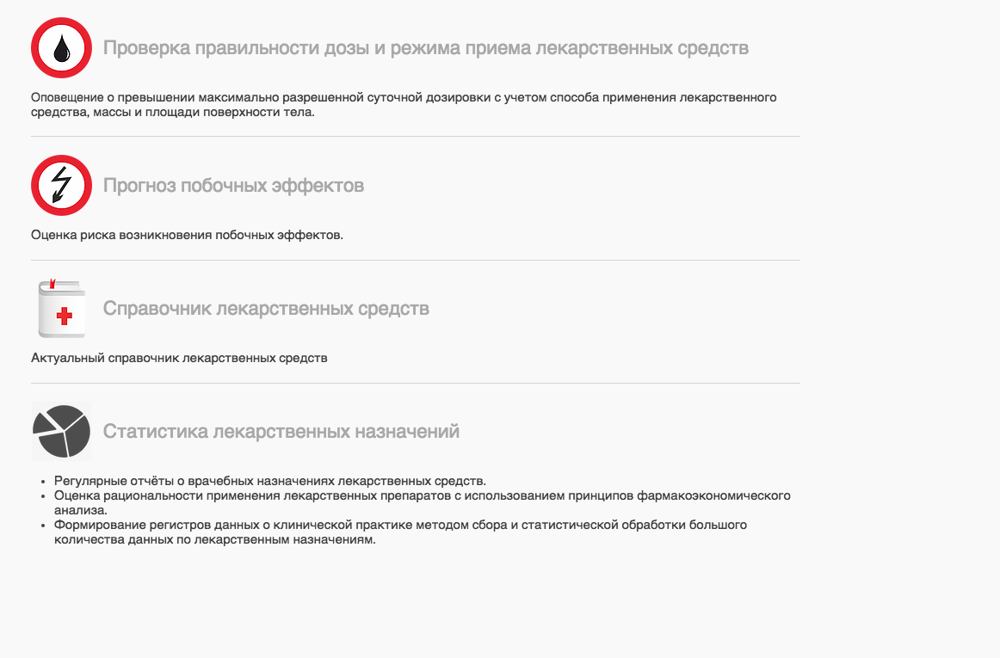 Проверка правильности дозы и режима приема лекарственных средств
Оповещение о превышении максимально разрешенной суточной дозировки с учетом способа применения лекарственного
средства, массы и площади поверхности тела.
Прогноз побочных эффектов
Оценка риска возникновения побочных эффектов.
Справочник лекарственных средств
Актуальный справочник лекарственных средств
Статистика лекарственных назначений
• Регулярные отчёты о врачебных назначениях лекарственных средств.
• Оценка рациональности применения лекарственных препаратов с использованием принципов фармакоэкономического
анализа.
• Формирование регистров данных о клинической практике методом сбора и статистической обработки большого
количества данных по лекарственным назначениям.